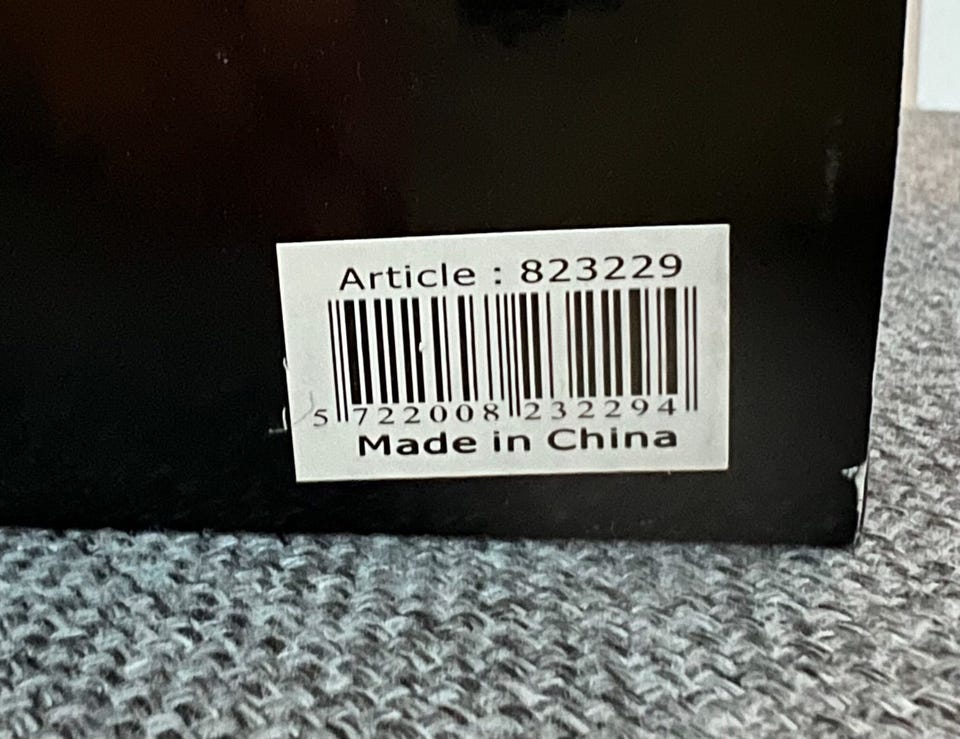 Article : 823229
5 722008 232294
Made in China